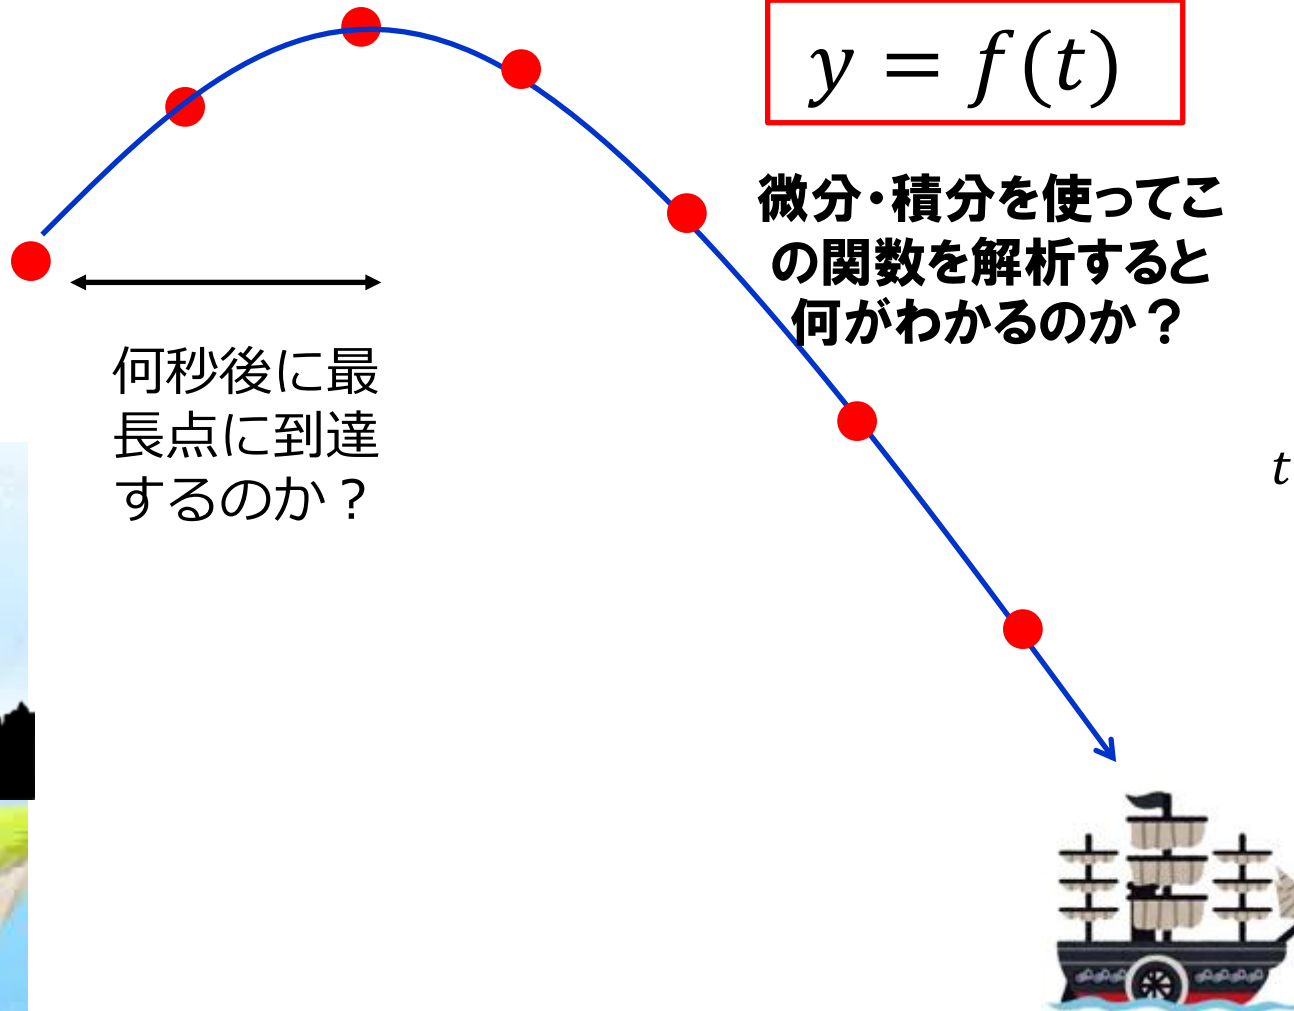 y = f(t)
微分・積分を使ってこ
の関数を解析すると
何がわかるのか？
何秒後に最
長点に到達
するのか？
t